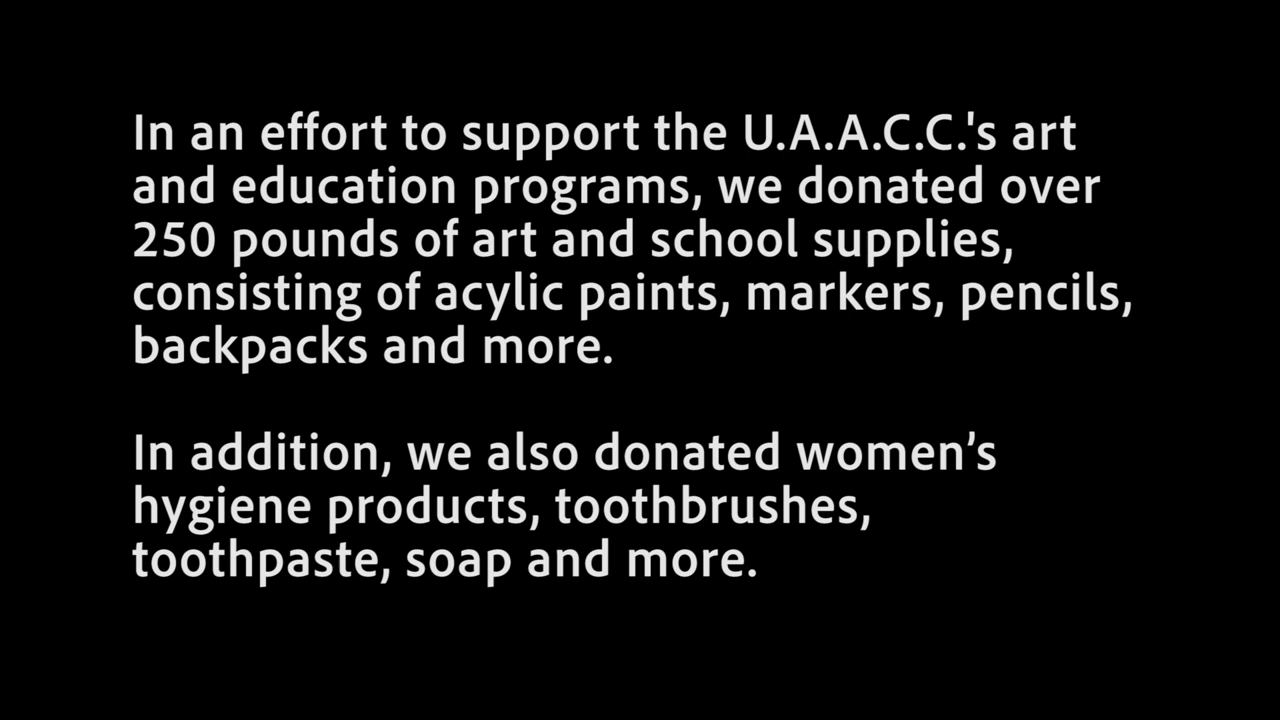 In an effort to support the U.A.A.C.C.'s art
and education programs, we donated over
250 pounds of art and school supplies,
consisting of acylic paints, markers, pencils,
backpacks and more.
In addition, we also donated women’s
hygiene products, toothbrushes,
toothpaste, soap and more.